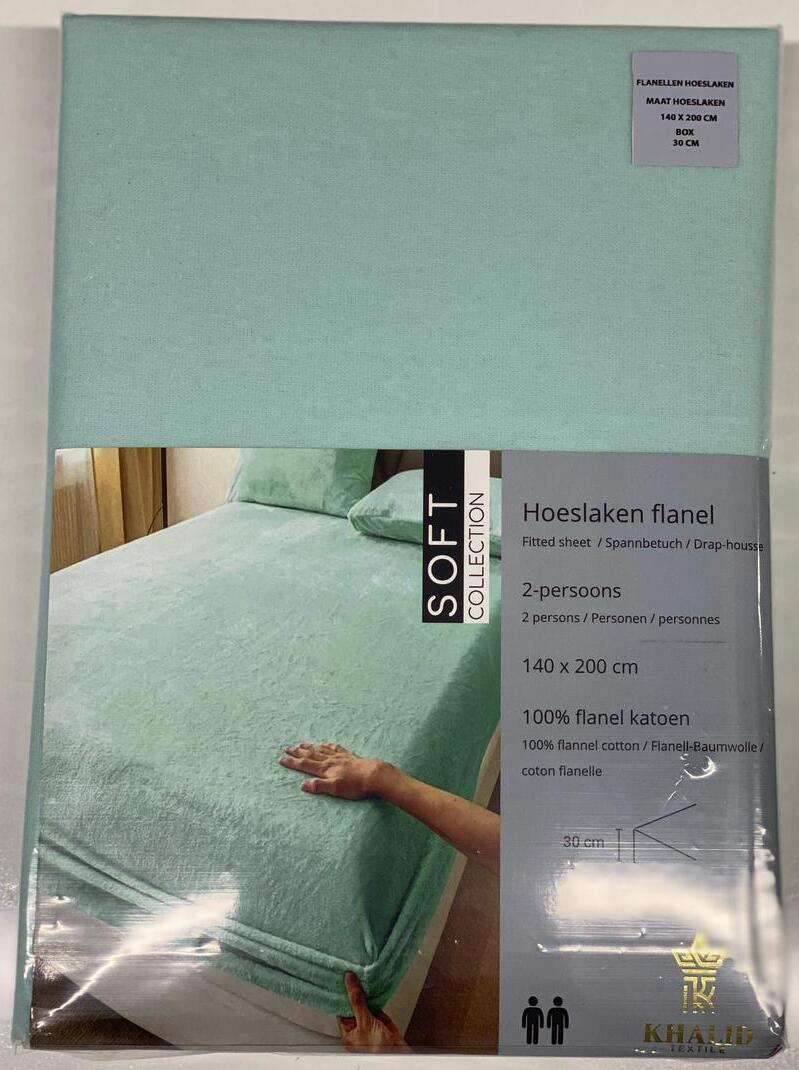 FLANELLEN HOESLAKEN
MAAT HOESLAKEN
140 X 200 CM
BOX
30 CM
SOFT
COLLECTION
Hoeslaken flanel
Fitted sheet / Spannbetuch / Drap-housse
2-persoons
2 persons / Personen / personnes
140 x 200 cm
100% flanel katoen
100% flannel cotton / Flanell-Baumwolle /
coton flanelle
30 cm
KHALID
TEXTILE